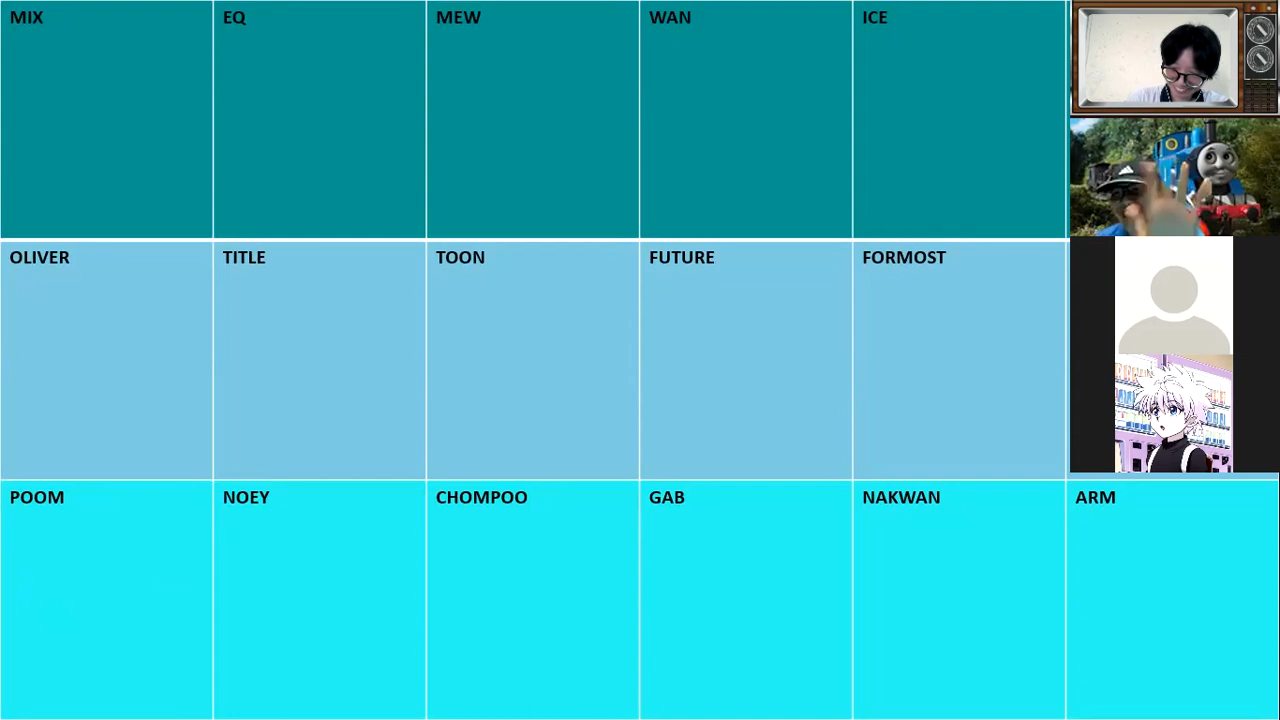 MIX
EQ
MEW
WAN
ICE
OLIVER
TITLE
TOON
FUTURE
FORMOST
POOM
NOEY
CHOMPOO
GAB
NAKWAN
ARM